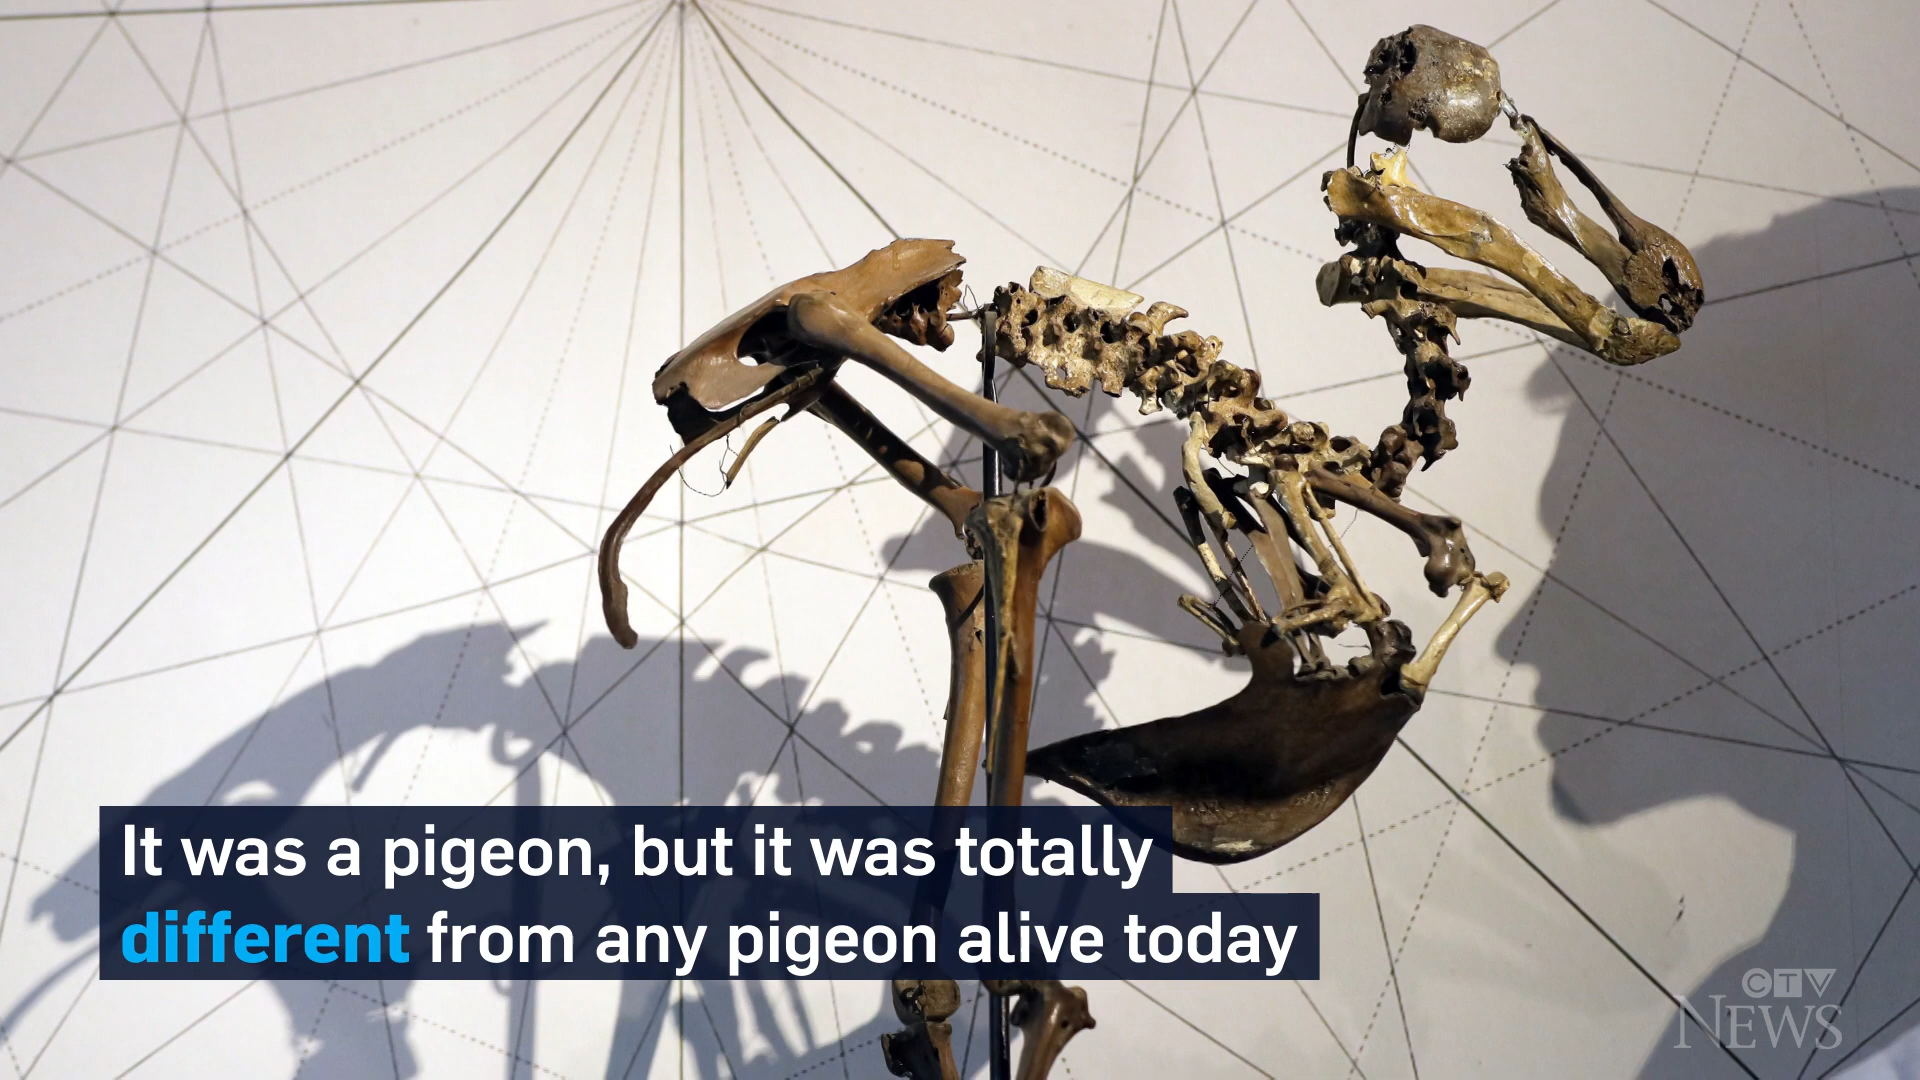 It was a pigeon, but it was totally
different from any pigeon alive today
CTV
NEWS